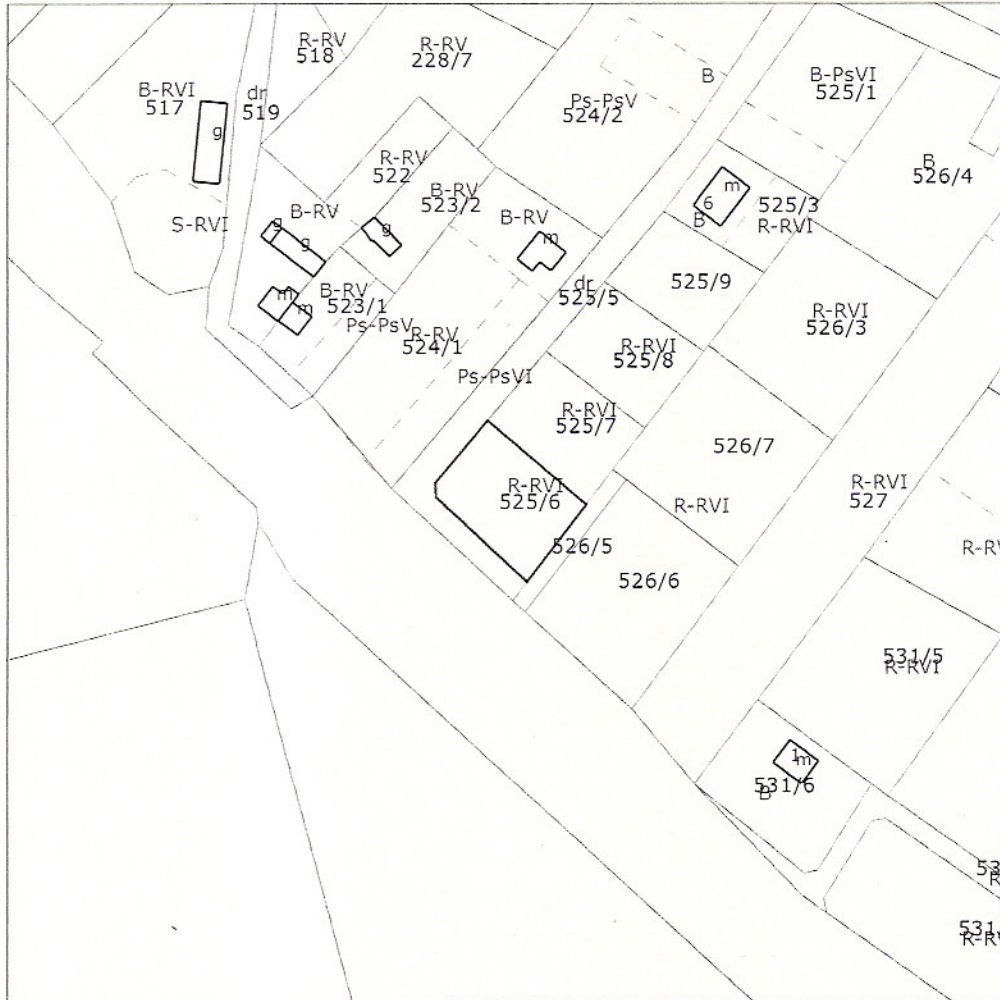 R-RV
518
R-RV
228/7
B-RVI
517
dr
519
g
B
B-PsVI
525/1
Ps-PsV
524/2
B
526/4
R-RV
522
B-RV
523/2
m
6
B
525/3
R-RVI
S-RVI
B-RV
g
g
g
B-RV
m
dr
525/5
525/9
R-RVI
526/3
m
m
B-RV
523/1
Ps-PsV
R-RV
524/1
R-RVI
525/8
Ps-PsVI
R-RVI
525/7
526/7
R-RVI
525/6
R-RVI
R-RVI
527
526/5
526/6
531/5
R-RVI
1
m
531/6
B